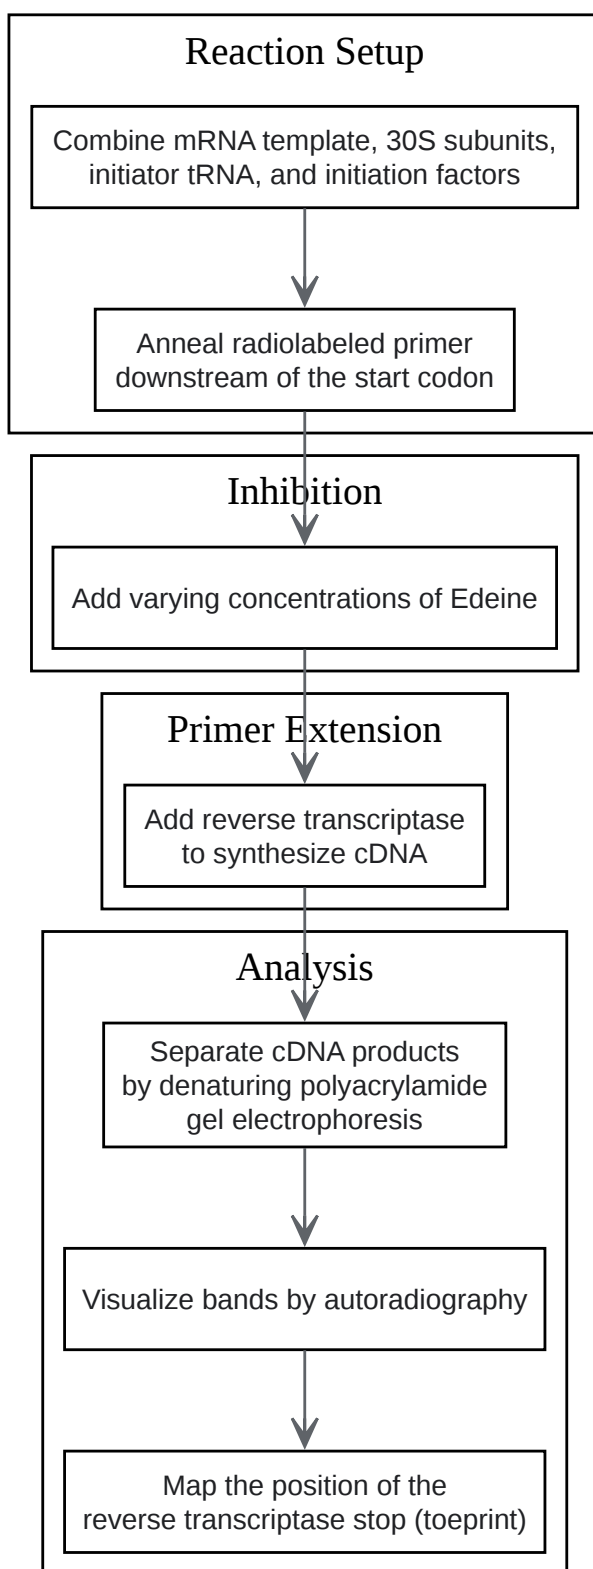 Reaction Setup
Combine mRNA template, 30S subunits,
initiator tRNA, and initiation factors
Anneal radiolabeled primer
downstream of the start codon
Inhibition
Add varying concentrations of Edeine
Primer Extension
Add reverse transcriptase
to synthesize cDNA
Analysis
Separate cDNA products
by denaturing polyacrylamide
gel electrophoresis
Visualize bands by autoradiography
Map the position of the
reverse transcriptase stop (toeprint)